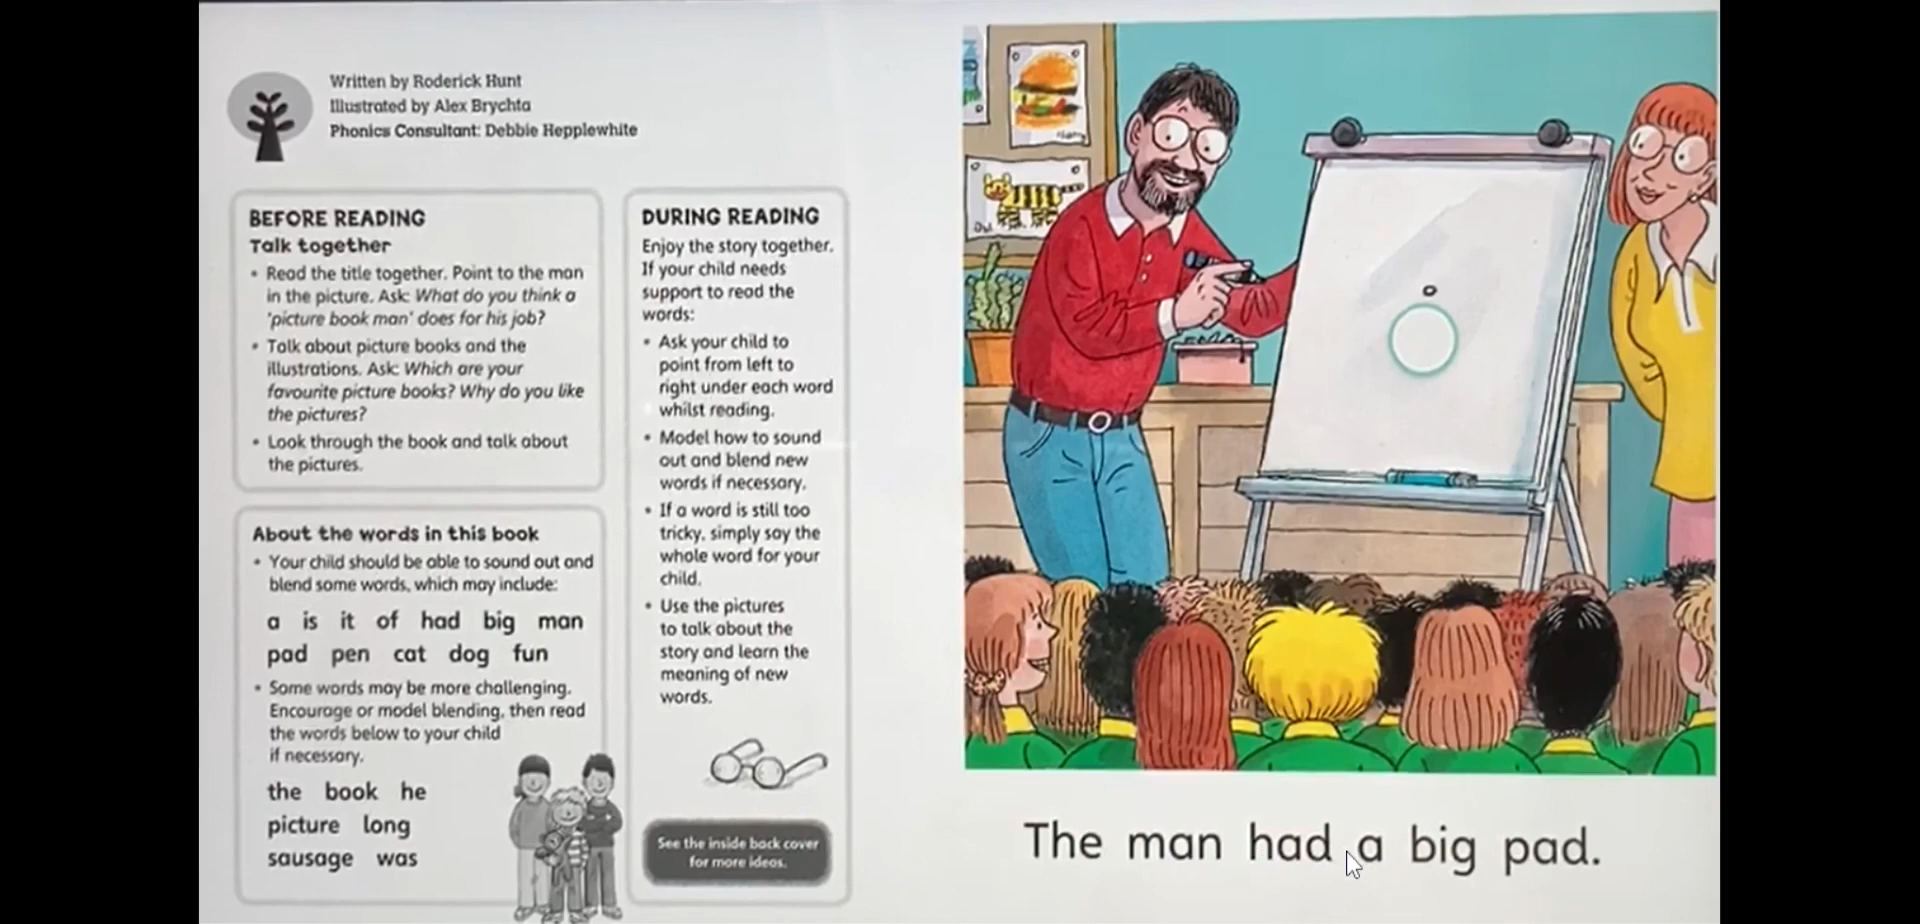 Written by Roderick Hunt
Illustrated by Alex Brychta
Phonics Consultant: Debbie Hepplewhite
BEFORE READING
Talk together
• Read the title together. Point to the man
in the picture. Ask: What do you think a
'picture book man' does for his job?
• Talk about picture books and the
illustrations. Ask: Which are your
favourite picture books? Why do you like
the pictures?
• Look through the book and talk about
the pictures.
About the words in this book
• Your child should be able to sound out and
blend some words, which may include:
a is it of had big man
pad pen cat dog fun
• Some words may be more challenging.
Encourage or model blending, then read
the words below to your child
if necessary.
the book he
picture long
sausage was
DURING READING
Enjoy the story together.
If your child needs
support to read the
words:
• Ask your child to
point from left to
right under each word
whilst reading.
• Model how to sound
out and blend new
words if necessary.
• If a word is still too
tricky, simply say the
whole word for your
child.
• Use the pictures
to talk about the
story and learn the
meaning of new
words.
See the inside back cover
for more ideas.
The man had a big pad.